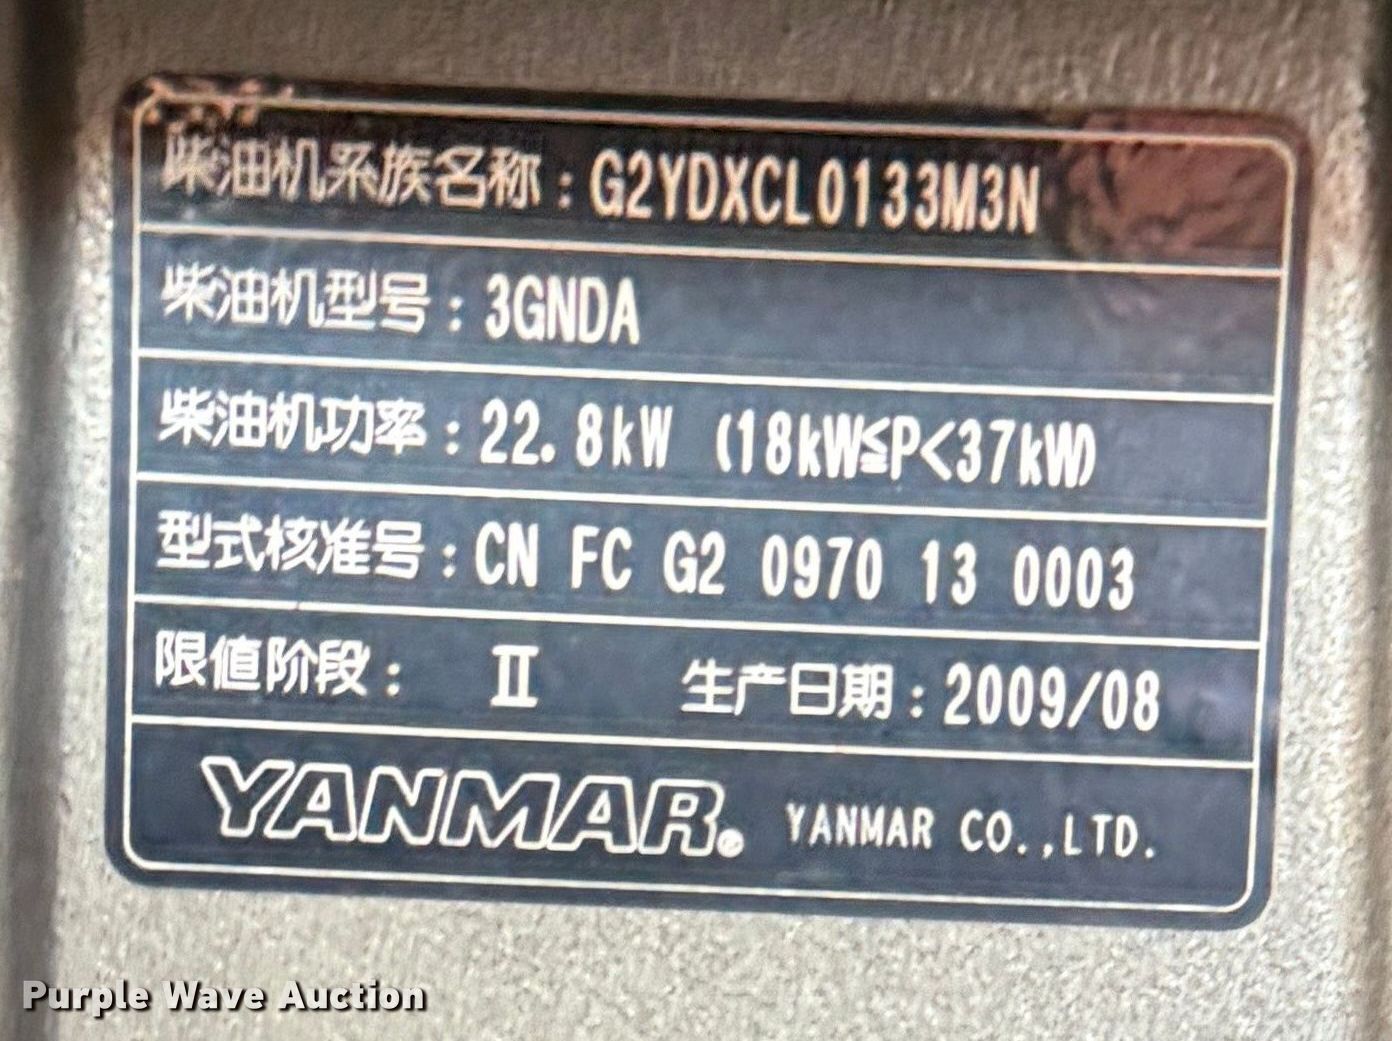 柴油机系族名称：G2YDXCL0133M3N
柴油机型号：3GNDA
柴油机功率：22.8kW (18kW≦P<37kW)
型式核准号：CN FC G2 0970 13 0003
限值阶段： Ⅱ 生产日期：2009/08
YANMAR. YANMAR CO.,LTD.
Purple Wave Auction